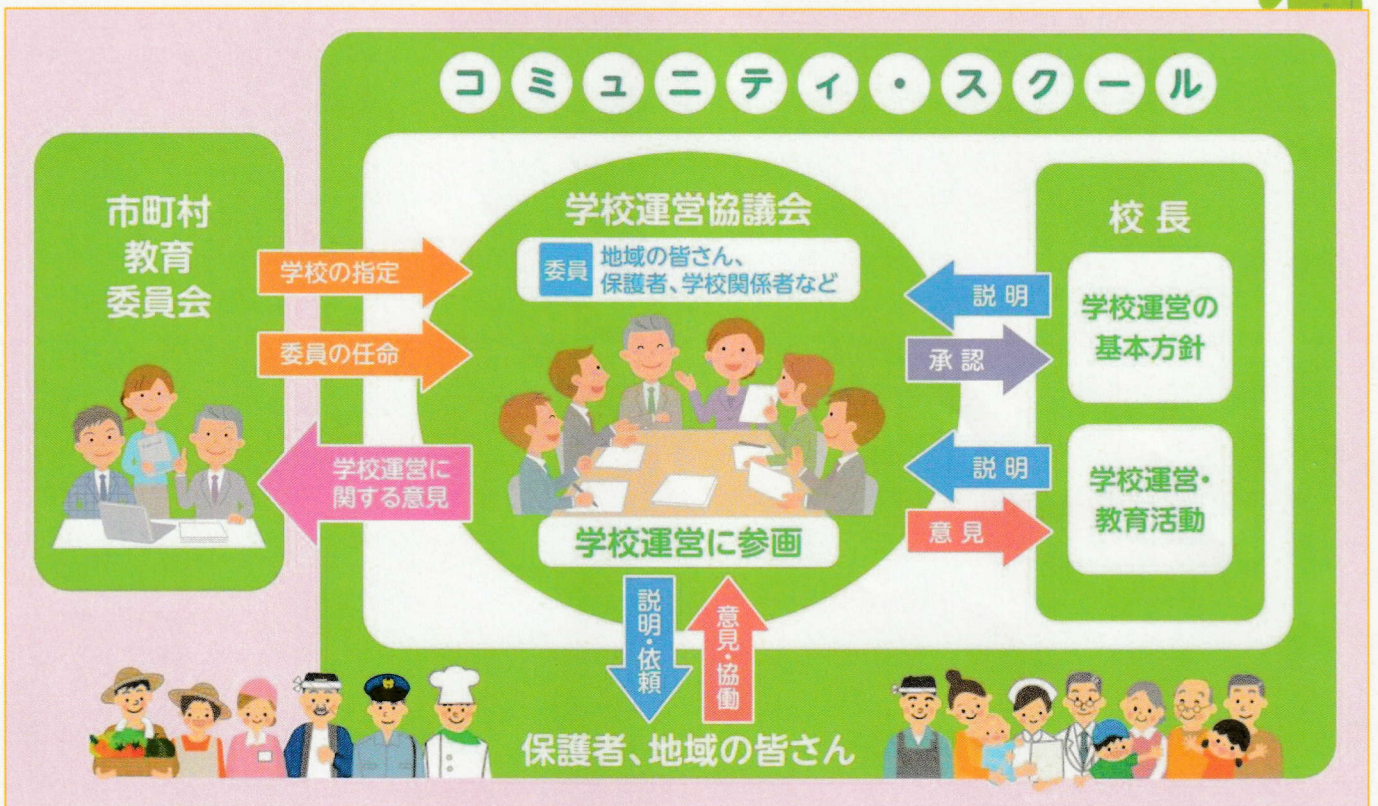 コミュニティ・スクール
市町村
教育
委員会
学校の指定
委員の任命
学校運営に
関する意見
学校運営協議会
委員
地域の皆さん、
保護者、学校関係者など
学校運営に参画
説明
承認
説明
意見
校長
学校運営の
基本方針
学校運営・
教育活動
説明・依頼
意見・協働
保護者、地域の皆さん